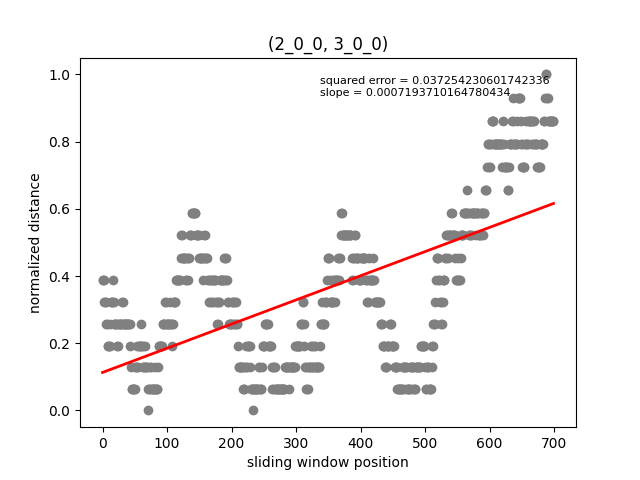 (2_0_0, 3_0_0)
squared error = 0.037254230601742336
slope = 0.0007193710164780434
1.0
0.8
0.6
0.4
0.2
0.0
normalized distance
0 100 200 300 400 500 600 700
sliding window position